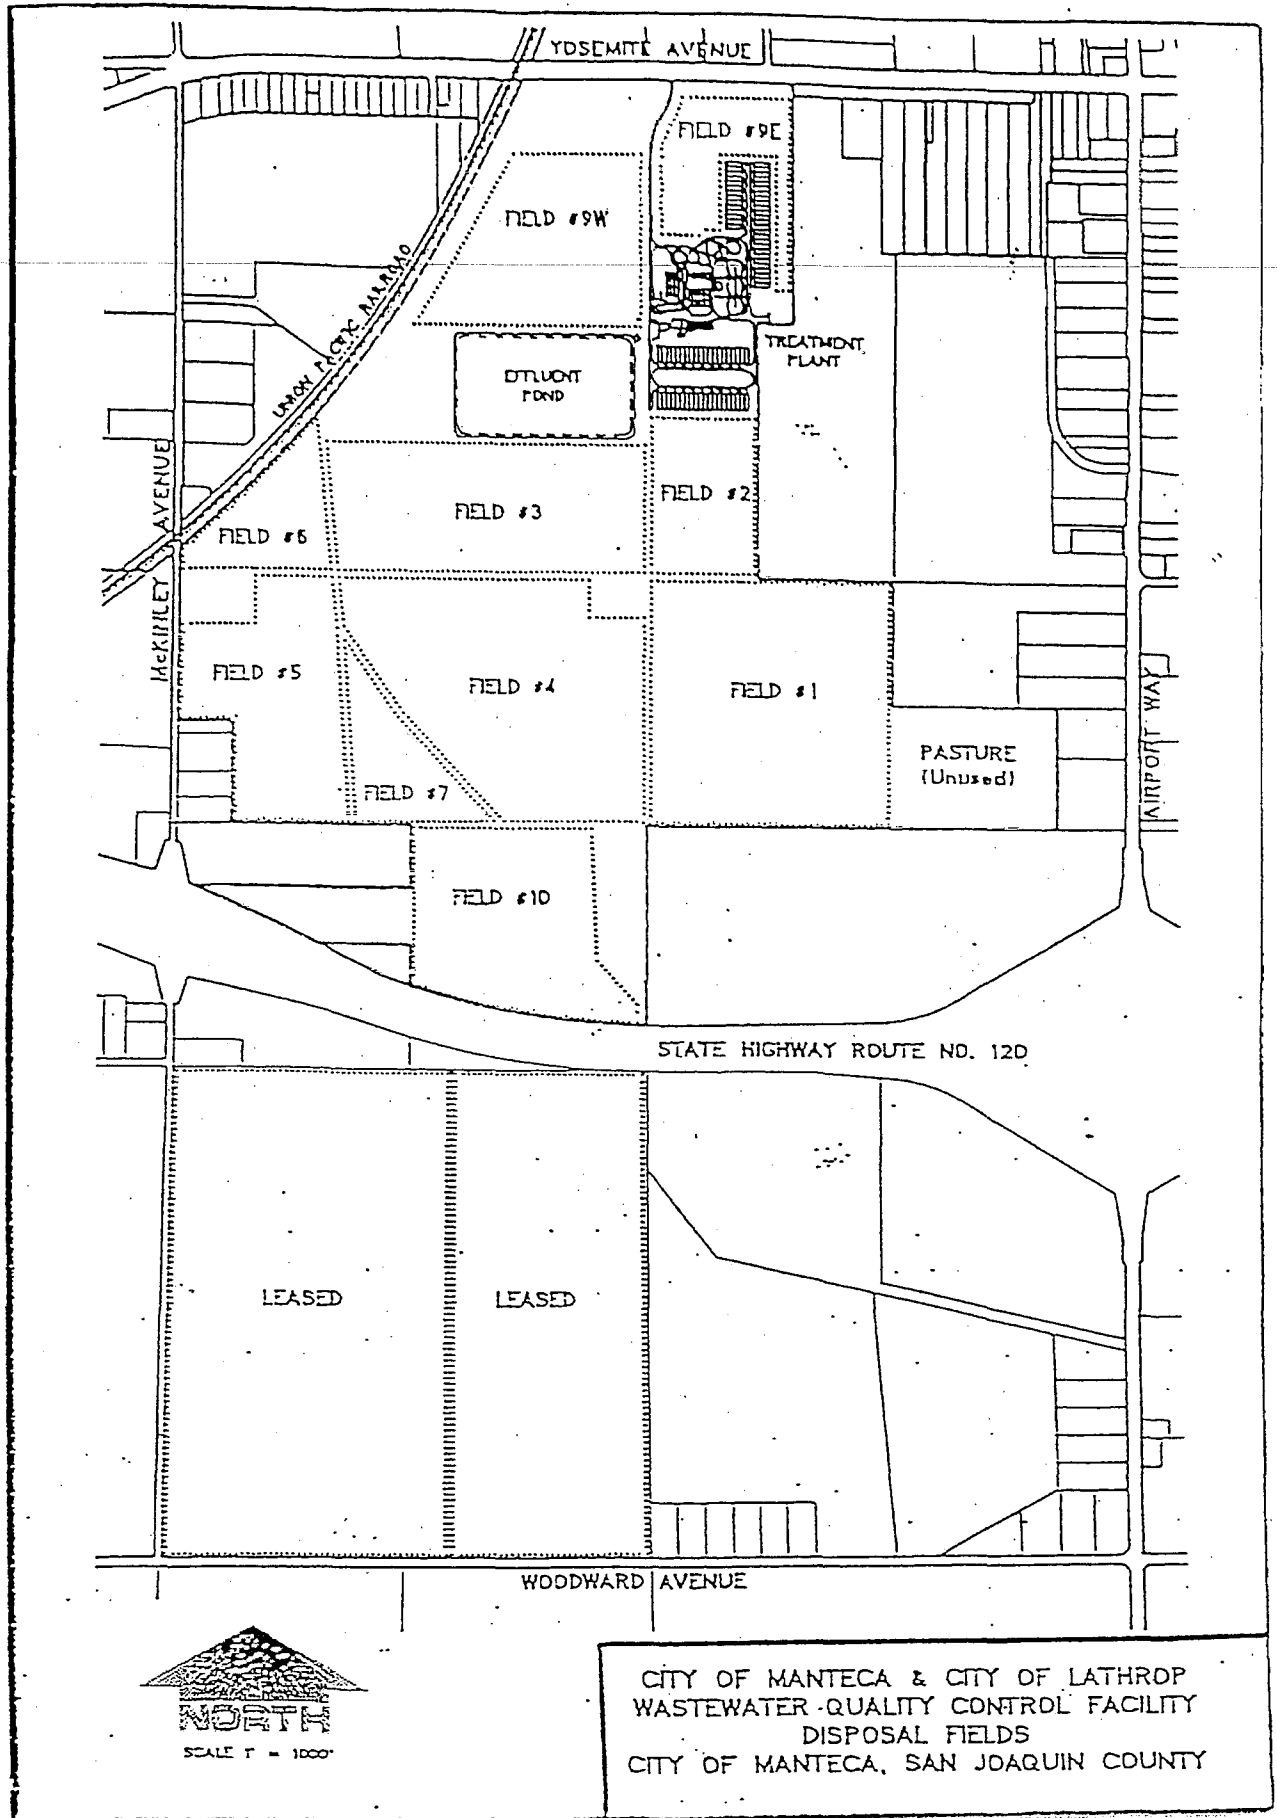 YOSEMITE AVENUE
FIELD #9E
FIELD #9W
UNION PACIFIC RAILROAD
TREATMENT
PLANT
EFFLUENT
POND
McKINLEY AVENUE
FIELD #2
FIELD #3
FIELD #6
FIELD #5
FIELD #4
FIELD #1
AIRPORT WAY
PASTURE
(Unused)
FIELD #7
FIELD #10
STATE HIGHWAY ROUTE NO. 120
LEASED
LEASED
WOODWARD AVENUE
NORTH
SCALE 1" = 1000'
CITY OF MANTECA & CITY OF LATHROP
WASTEWATER QUALITY CONTROL FACILITY
DISPOSAL FIELDS
CITY OF MANTECA, SAN JOAQUIN COUNTY